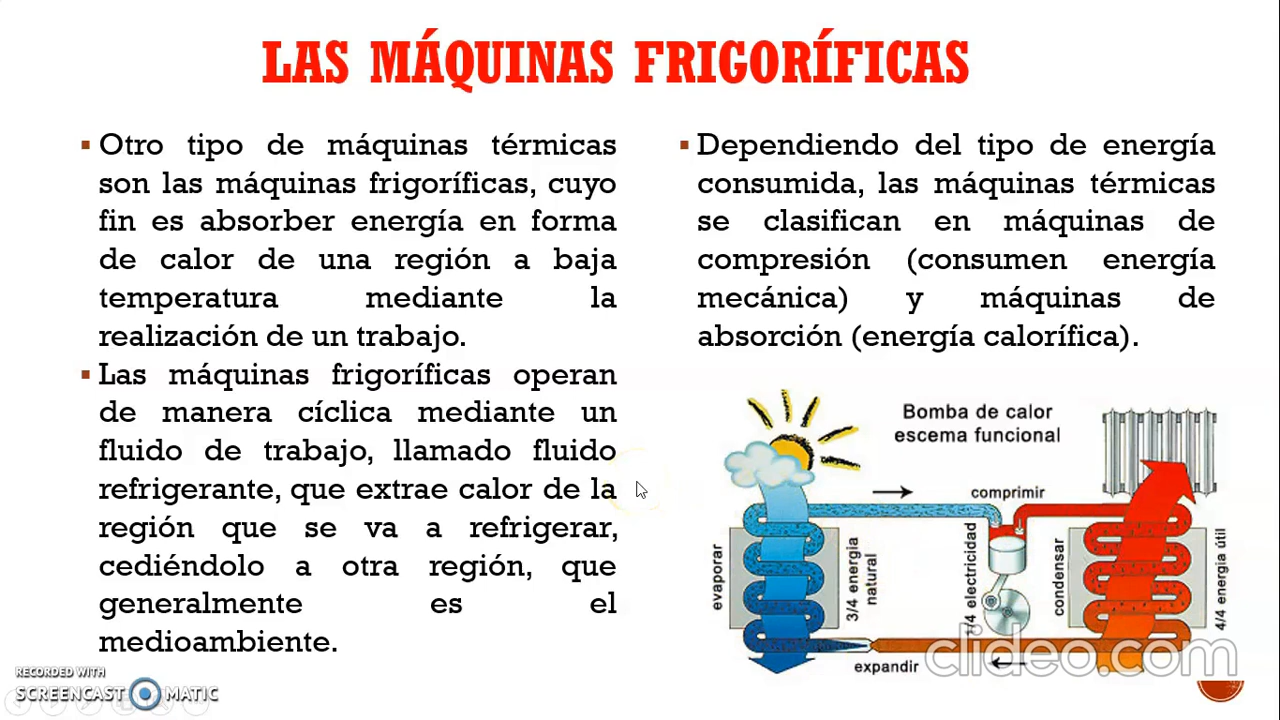 LAS MÁQUINAS FRIGORÍFICAS
Otro tipo de máquinas térmicas
son las máquinas frigoríficas, cuyo
fin es absorber energía en forma
de calor de una región a baja
temperatura mediante la
realización de un trabajo.
Las máquinas frigoríficas operan
de manera cíclica mediante un
fluido de trabajo, llamado fluido
refrigerante, que extrae calor de la
región que se va a refrigerar,
cediéndolo a otra región, que
generalmente es el
medioambiente.
Dependiendo del tipo de energía
consumida, las máquinas térmicas
se clasifican en máquinas de
compresión (consumen energía
mecánica) y máquinas de
absorción (energía calorífica).
Bomba de calor
escema funcional
comprimir
evaporar
3/4 energia
natural
1/4 electricidad
condensar
4/4 energia útil
expandir
clideo.com
RECORDED WITH
SCREENCAST MATIC